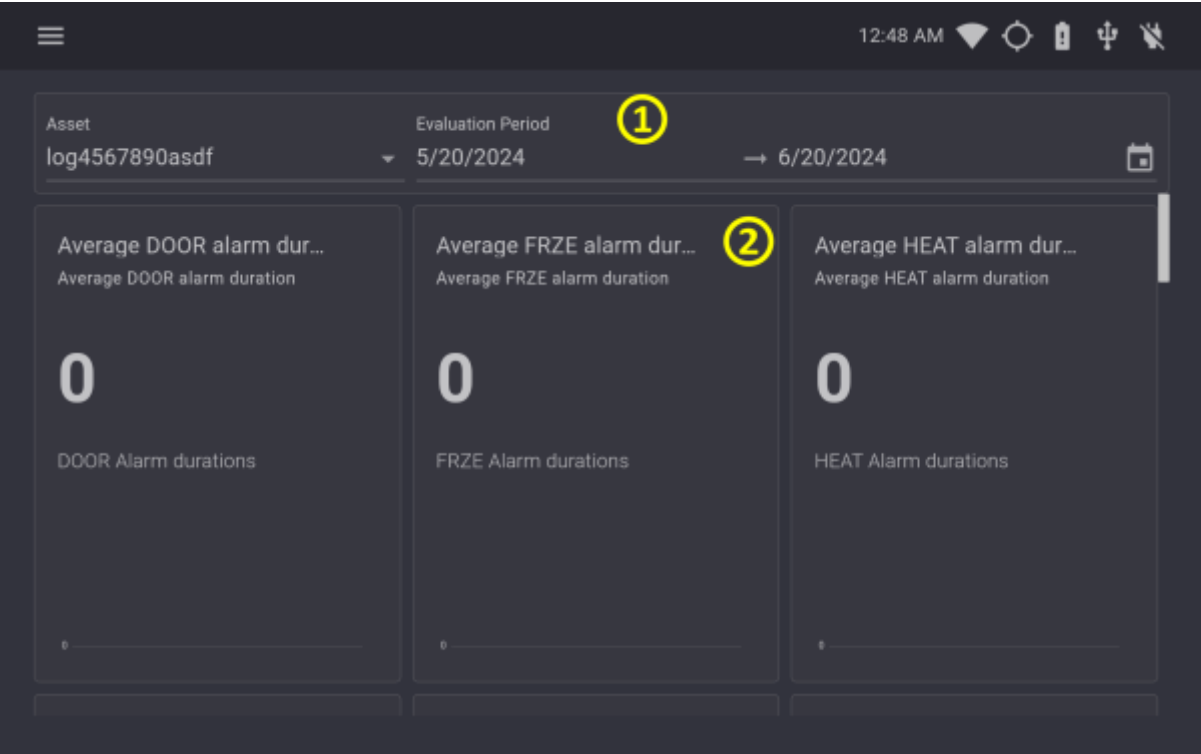 12:48 AM
Asset
Evaluation Period
1
log4567890asdf
5/20/2024 → 6/20/2024
Average DOOR alarm dur...
Average DOOR alarm duration
0
DOOR Alarm durations
0
Average FRZE alarm dur...
2
Average FRZE alarm duration
0
FRZE Alarm durations
0
Average HEAT alarm dur...
Average HEAT alarm duration
0
HEAT Alarm durations
0